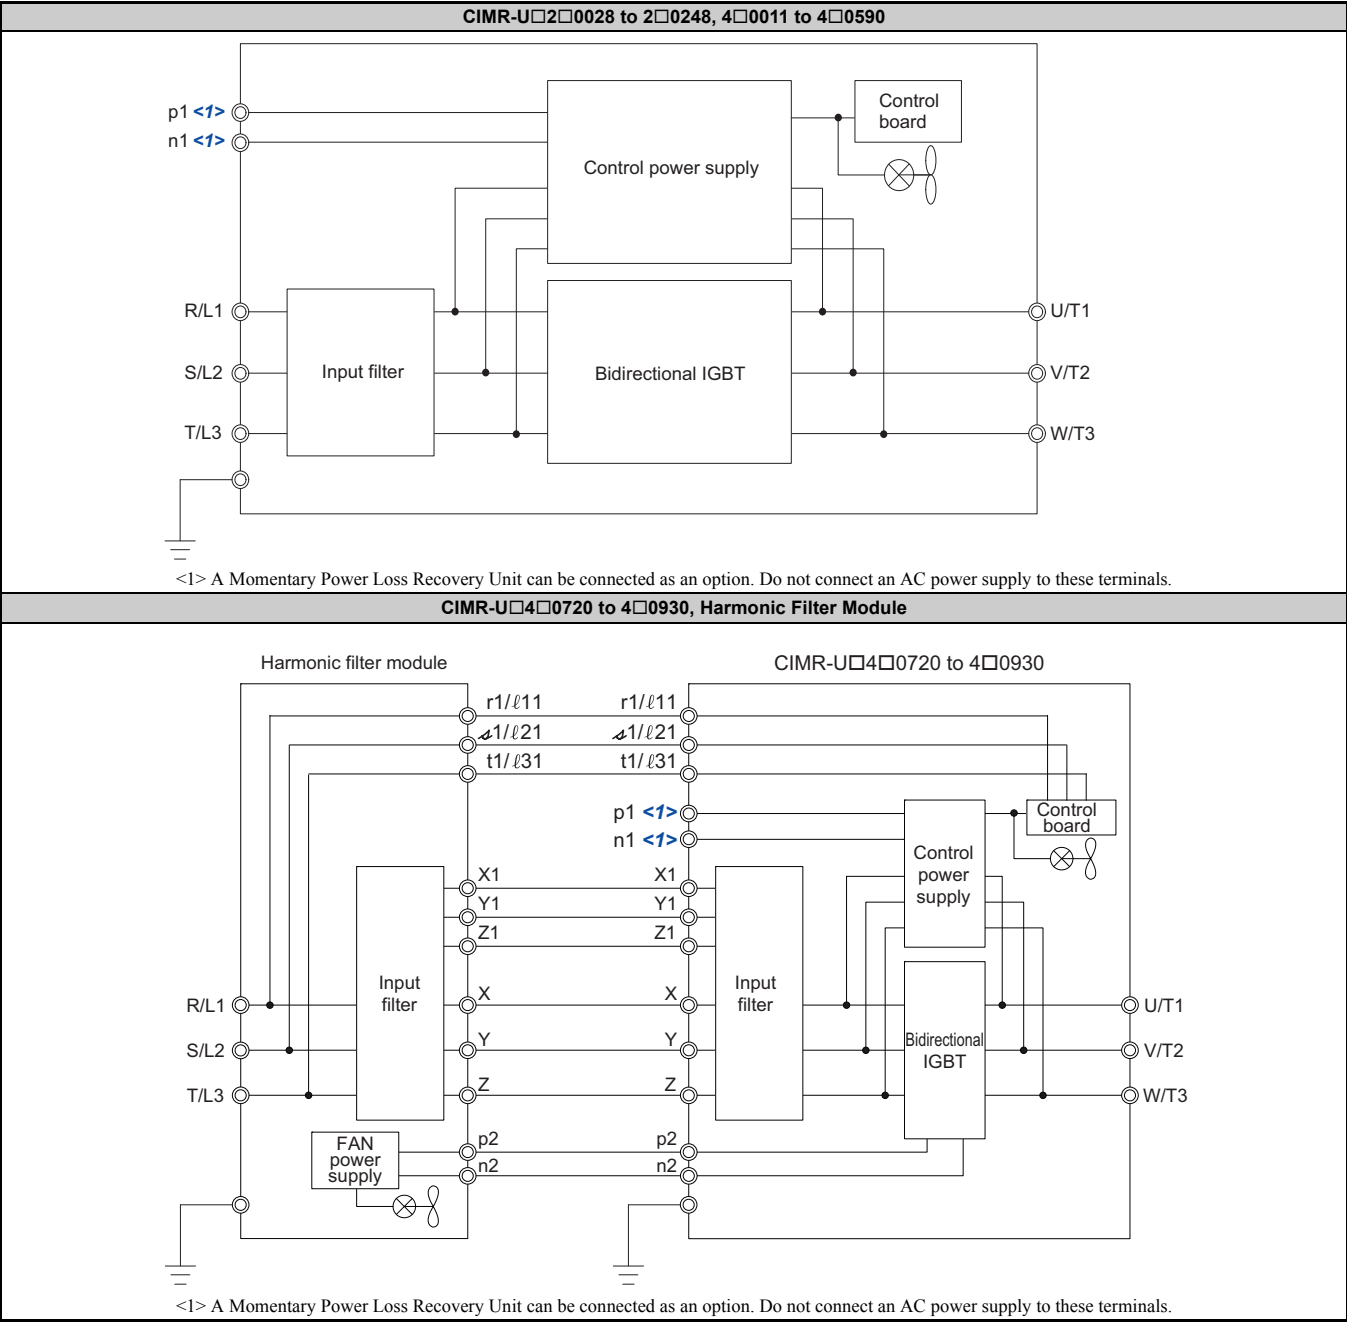 CIMR-U□2□0028 to 2□0248, 4□0011 to 4□0590
p1 <1>
n1 <1>
Control power supply
Control
board
R/L1
S/L2
T/L3
Input filter
Bidirectional IGBT
U/T1
V/T2
W/T3
<1> A Momentary Power Loss Recovery Unit can be connected as an option. Do not connect an AC power supply to these terminals.
CIMR-U□4□0720 to 4□0930, Harmonic Filter Module
Harmonic filter module
CIMR-U□4□0720 to 4□0930
r1/ℓ11
r1/ℓ11
s1/ℓ21
s1/ℓ21
t1/ℓ31
t1/ℓ31
p1 <1>
n1 <1>
Control
board
Control
power
supply
X1
X1
Y1
Y1
Z1
Z1
Input
filter
Input
filter
R/L1
X
X
U/T1
S/L2
Y
Y
Bidirectional
IGBT
V/T2
T/L3
Z
Z
W/T3
FAN
power
supply
p2
p2
n2
n2
<1> A Momentary Power Loss Recovery Unit can be connected as an option. Do not connect an AC power supply to these terminals.